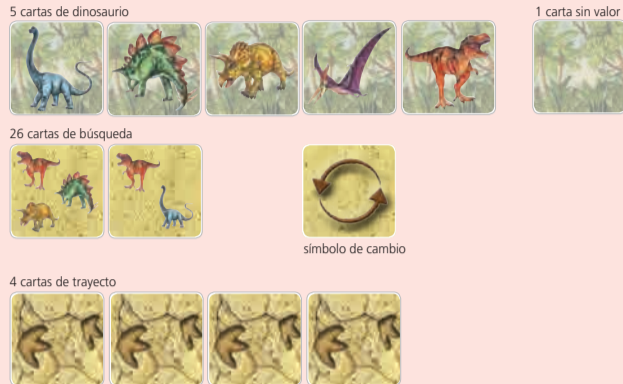 5 cartas de dinosaurio
1 carta sin valor
26 cartas de búsqueda
símbolo de cambio
4 cartas de trayecto